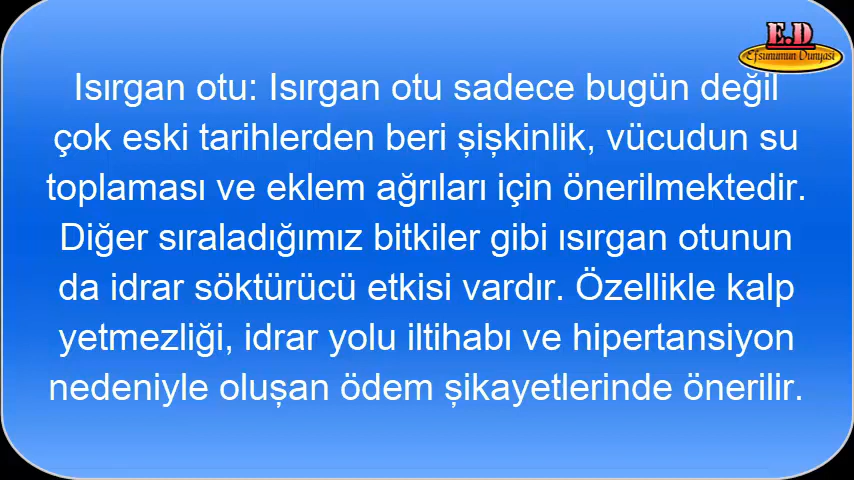 E.D
Efsununun Dunyasi
Isırgan otu: Isırgan otu sadece bugün değil
çok eski tarihlerden beri şişkinlik, vücudun su
toplaması ve eklem ağrıları için önerilmektedir.
Diğer sıraladığımız bitkiler gibi ısırgan otunun
da idrar söktürücü etkisi vardır. Özellikle kalp
yetmezliği, idrar yolu iltihabı ve hipertansiyon
nedeniyle oluşan ödem şikayetlerinde önerilir.